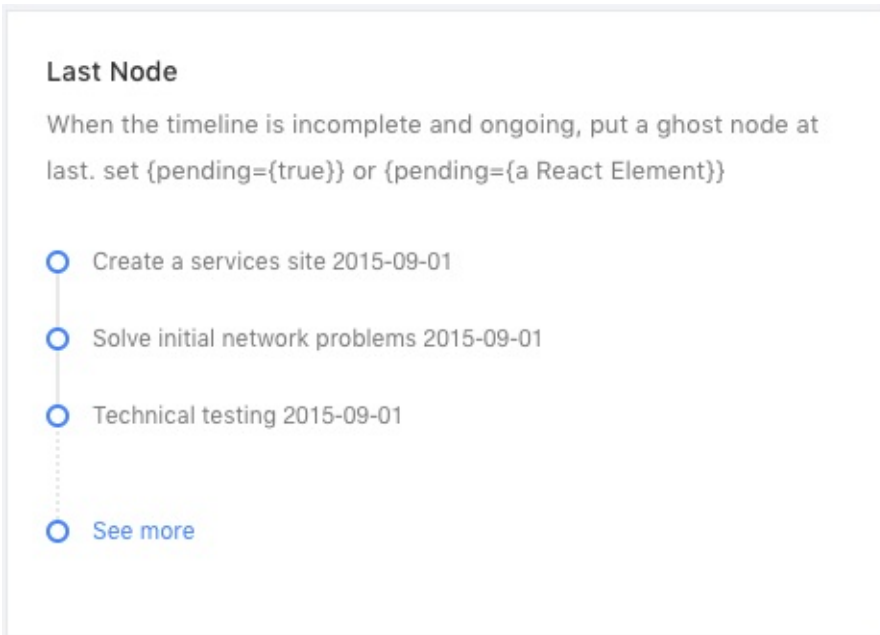 Last Node
When the timeline is incomplete and ongoing, put a ghost node at
last. set {pending={true}} or {pending={a React Element}}
Create a services site 2015-09-01
Solve initial network problems 2015-09-01
Technical testing 2015-09-01
See more